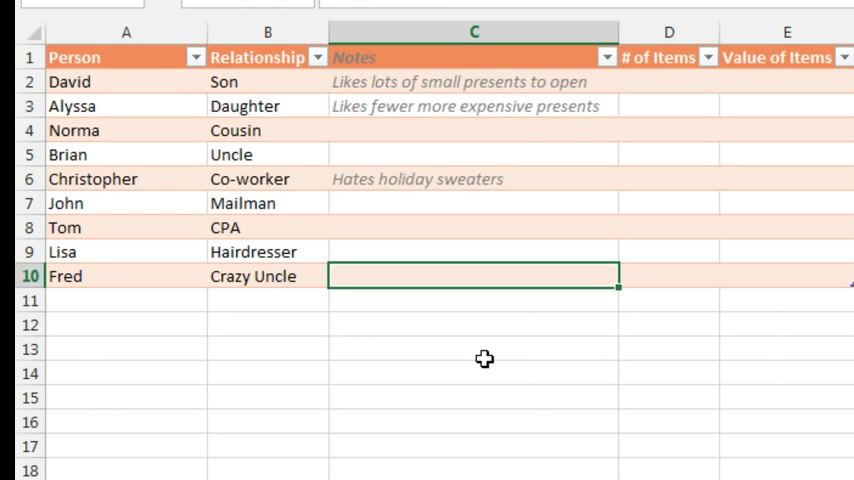 A B C D E
1 Person Relationship Notes # of Items Value of Items
2 David Son Likes lots of small presents to open
3 Alyssa Daughter Likes fewer more expensive presents
4 Norma Cousin
5 Brian Uncle
6 Christopher Co-worker Hates holiday sweaters
7 John Mailman
8 Tom CPA
9 Lisa Hairdresser
10 Fred Crazy Uncle
11
12
13
14
15
16
17
18